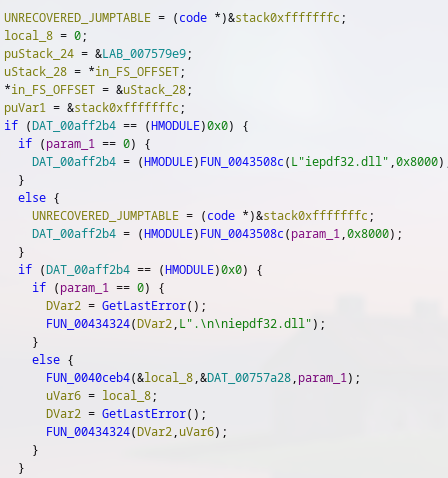 UNRECOVERED_JUMPTABLE = (code *)&stack0xfffffffc;
local_8 = 0;
puStack_24 = &LAB_007579e9;
uStack_28 = *in_FS_OFFSET;
*in_FS_OFFSET = &uStack_28;
puVar1 = &stack0xfffffffc;
if (DAT_00aff2b4 == (HMODULE)0x0) {
  if (param_1 == 0) {
    DAT_00aff2b4 = (HMODULE)FUN_0043508c(L"iepdf32.dll",0x8000)
  }
  else {
    UNRECOVERED_JUMPTABLE = (code *)&stack0xfffffffc;
    DAT_00aff2b4 = (HMODULE)FUN_0043508c(param_1,0x8000);
  }
  if (DAT_00aff2b4 == (HMODULE)0x0) {
    if (param_1 == 0) {
      DVar2 = GetLastError();
      FUN_00434324(DVar2,L".\n\niepdf32.dll");
    }
    else {
      FUN_0040ceb4(&local_8,&DAT_00757a28,param_1);
      uVar6 = local_8;
      DVar2 = GetLastError();
      FUN_00434324(DVar2,uVar6);
    }
  }